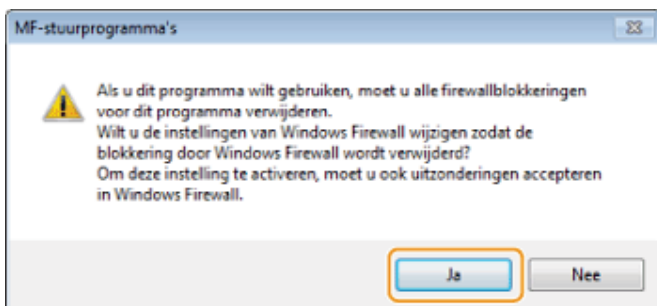 MF-stuurprogramma's
Als u dit programma wilt gebruiken, moet u alle firewallblokkeringen
voor dit programma verwijderen.
Wilt u de instellingen van Windows Firewall wijzigen zodat de
blokkering door Windows Firewall wordt verwijderd?
Om deze instelling te activeren, moet u ook uitzonderingen accepteren
in Windows Firewall.
Ja
Nee